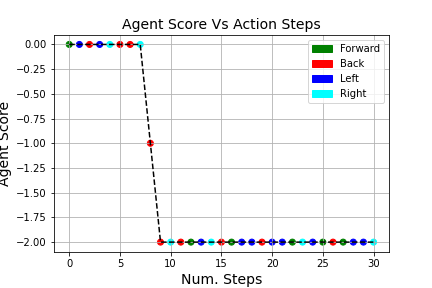 Agent Score Vs Action Steps
Agent Score
0.00
−0.25
−0.50
−0.75
−1.00
−1.25
−1.50
−1.75
−2.00
Forward
Back
Left
Right
0 5 10 15 20 25 30
Num. Steps